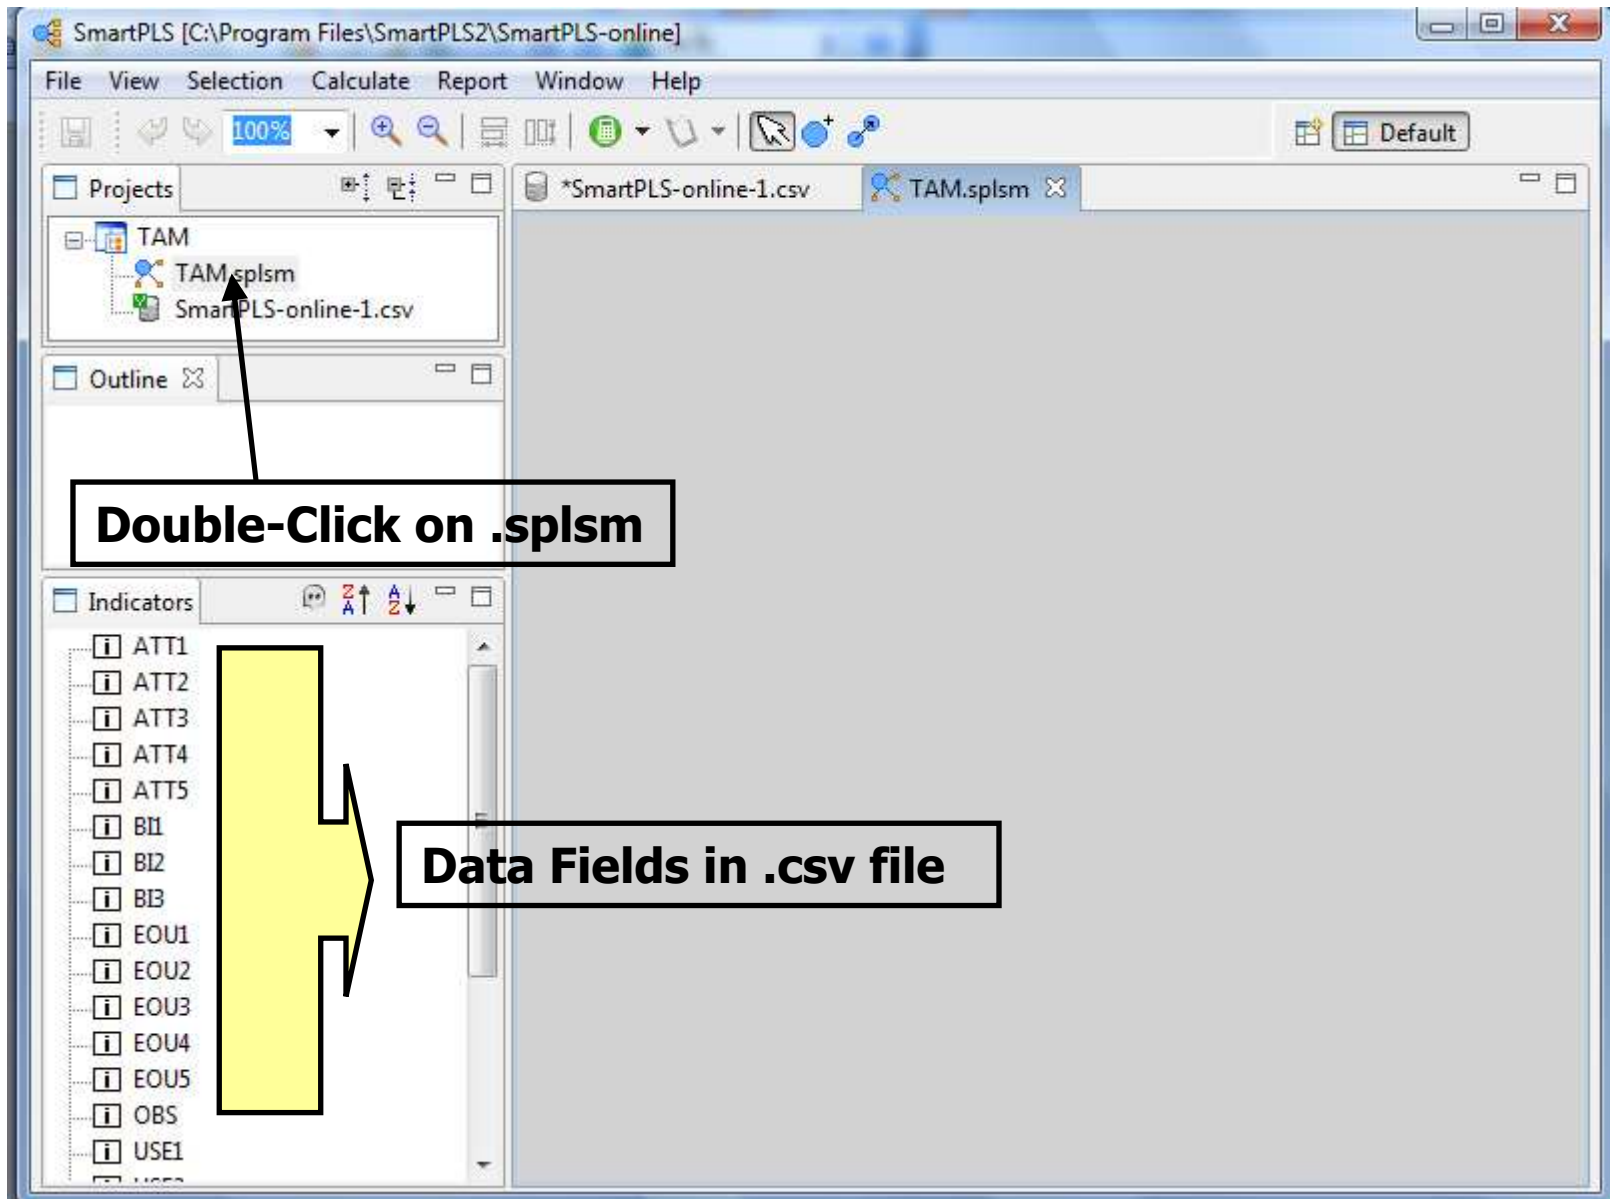 SmartPLS [C:\Program Files\SmartPLS2\SmartPLS-online]
File View Selection Calculate Report Window Help
100% Default
Projects *SmartPLS-online-1.csv TAM.splsm
TAM
TAM.splsm
SmartPLS-online-1.csv
Outline
Double-Click on .splsm
Indicators
ATT1
ATT2
ATT3
ATT4
ATT5
BI1
BI2
BI3
Data Fields in .csv file
EOU1
EOU2
EOU3
EOU4
EOU5
OBS
USE1